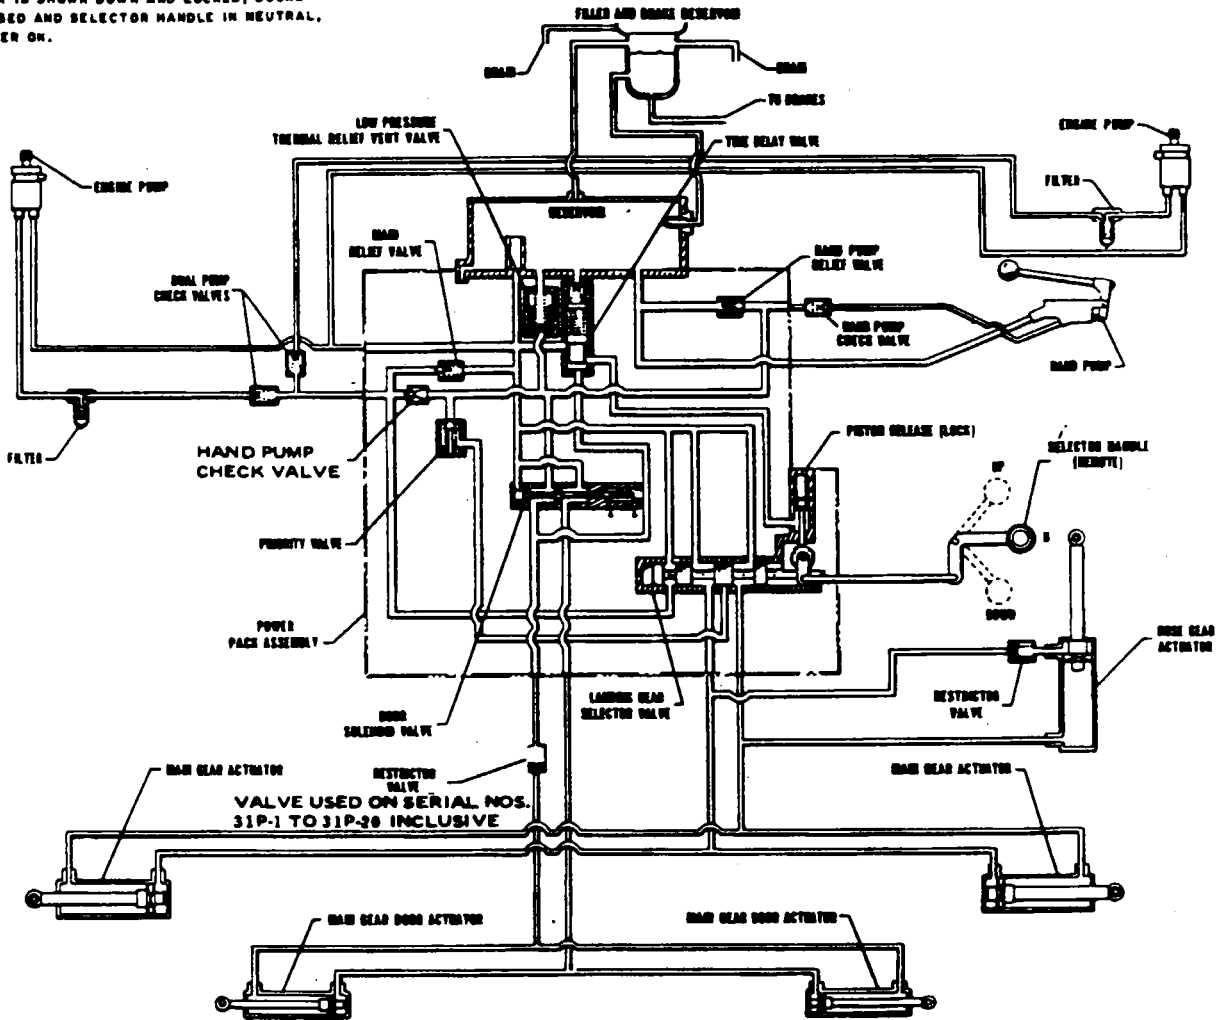 IS SHOWN DOWN AND LOCKED,
AND SELECTOR HANDLE IN NEUTRAL,
ER ON.
FILLER AND BRAKE RESERVOIR
DRAIN
DRAIN
TO BRAKES
LOW PRESSURE
THERMAL RELIEF VENT VALVE
TIME DELAY VALVE
ENGINE PUMP
ENGINE PUMP
FILTER
RESERVOIR
MAIN
RELIEF VALVE
HAND PUMP
RELIEF VALVE
DUAL PUMP
CHECK VALVES
HAND PUMP
CHECK VALVE
HAND PUMP
FILTER
HAND PUMP
CHECK VALVE
PISTON RELEASE (LOCK)
UP
SELECTOR HANDLE
(REMOTE)
PRIORITY VALVE
DOWN
POWER
PACK ASSEMBLY
NOSE GEAR
ACTUATOR
LANDING GEAR
SELECTOR VALVE
RESTRICTOR
VALVE
DOOR
SOLENOID VALVE
MAIN GEAR ACTUATOR
RESTRICTOR
VALVE
MAIN GEAR ACTUATOR
VALVE USED ON SERIAL NOS.
31P-1 TO 31P-20 INCLUSIVE
MAIN GEAR DOOR ACTUATOR
MAIN GEAR DOOR ACTUATOR